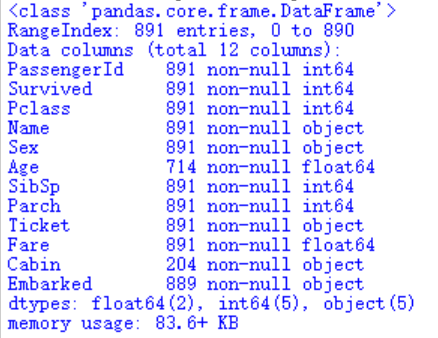 <class 'pandas.core.frame.DataFrame'>
RangeIndex: 891 entries, 0 to 890
Data columns (total 12 columns):
PassengerId    891 non-null int64
Survived       891 non-null int64
Pclass         891 non-null int64
Name           891 non-null object
Sex            891 non-null object
Age            714 non-null float64
SibSp          891 non-null int64
Parch          891 non-null int64
Ticket         891 non-null object
Fare           891 non-null float64
Cabin          204 non-null object
Embarked       889 non-null object
dtypes: float64(2), int64(5), object(5)
memory usage: 83.6+ KB